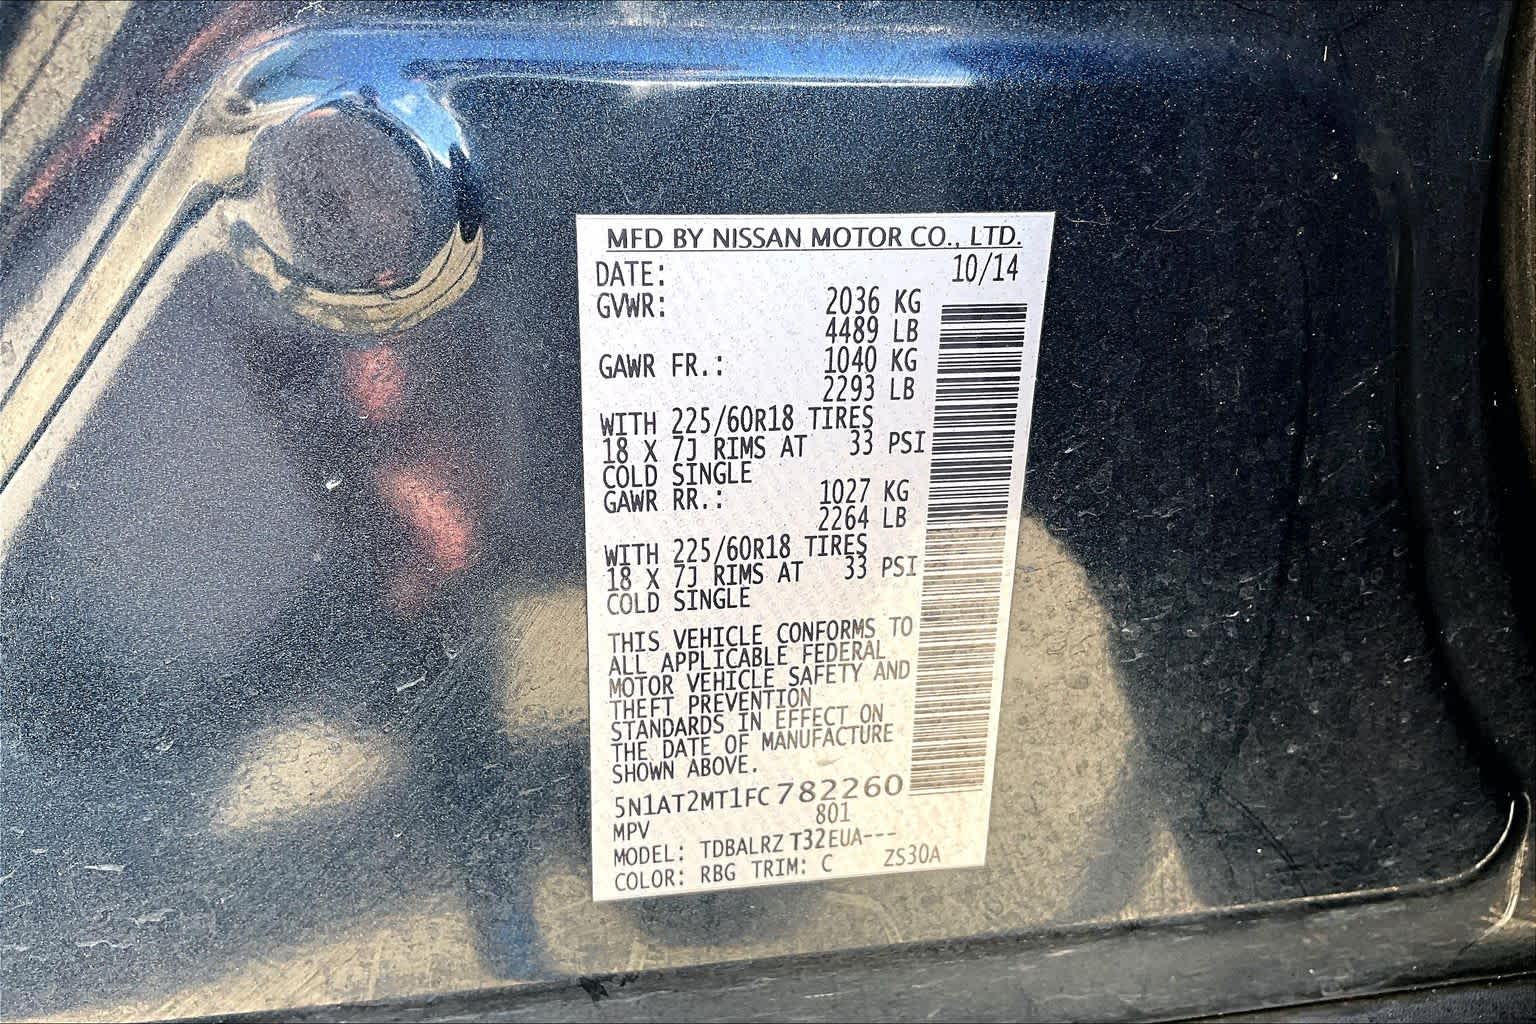 MFD BY NISSAN MOTOR CO., LTD.
DATE: 10/14
GVWR: 2036 KG
4489 LB
GAWR FR.: 1040 KG
2293 LB
WITH 225/60R18 TIRES
18 X 7J RIMS AT 33 PSI
COLD SINGLE
GAWR RR.: 1027 KG
2264 LB
WITH 225/60R18 TIRES
18 X 7J RIMS AT 33 PSI
COLD SINGLE
THIS VEHICLE CONFORMS TO
ALL APPLICABLE FEDERAL
MOTOR VEHICLE SAFETY AND
THEFT PREVENTION
STANDARDS IN EFFECT ON
THE DATE OF MANUFACTURE
SHOWN ABOVE.
5N1AT2MT1FC782260
MPV 801
MODEL: TDBALRZ T32EUA---
COLOR: RBG TRIM: C ZS30A